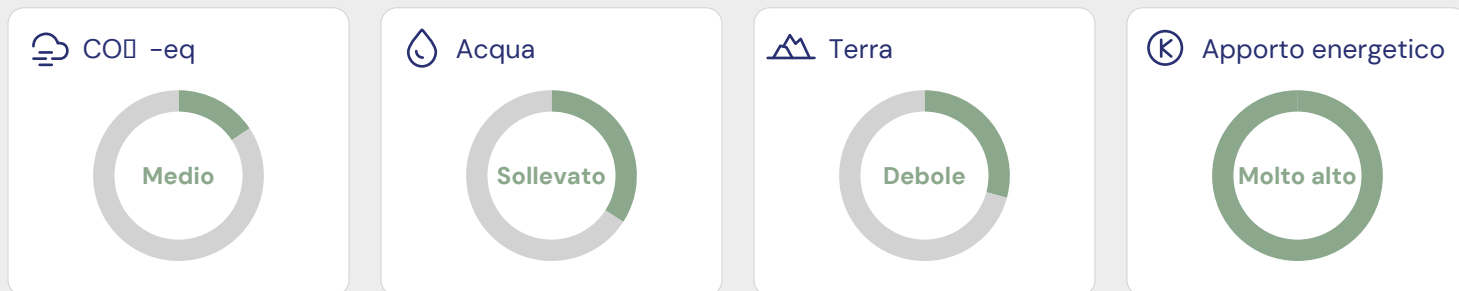 CO▯ -eq
Medio
Acqua
Sollevato
Terra
Debole
Apporto energetico
Molto alto